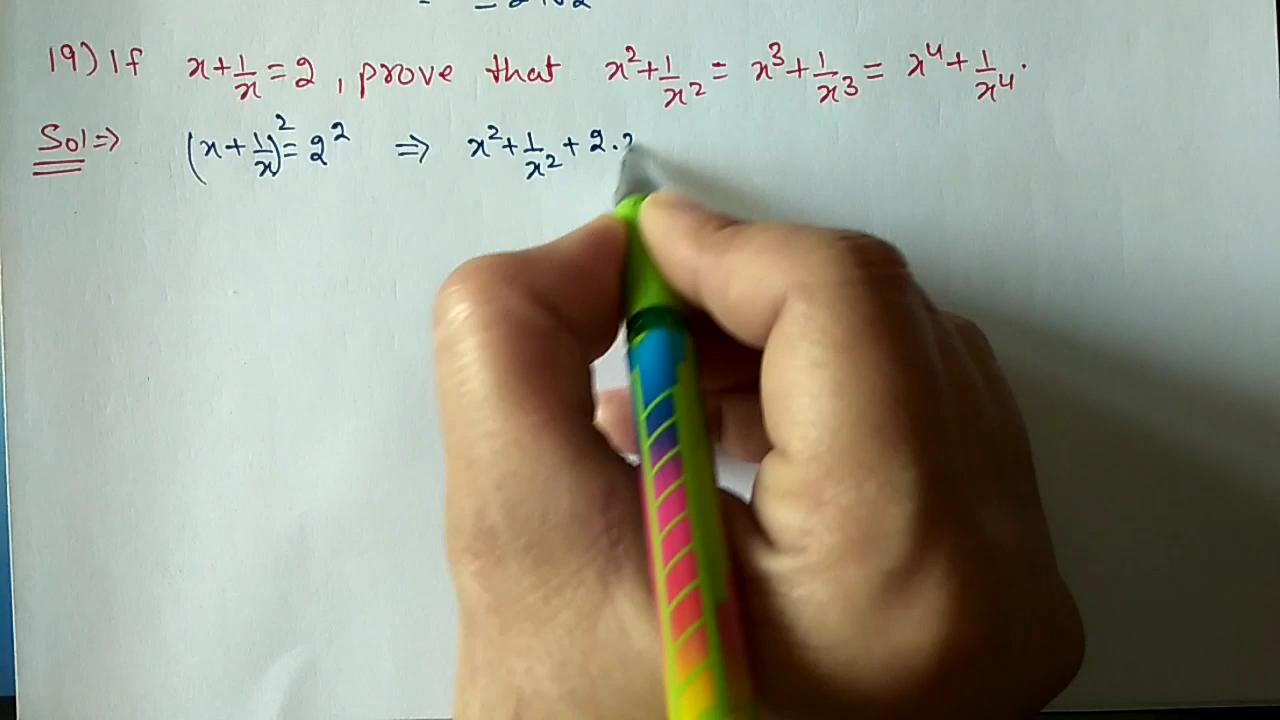 19) If x + 1/x = 2, prove that x² + 1/x² = x³ + 1/x³ = x⁴ + 1/x⁴.
Sol ⇒ (x + 1/x)² = 2² ⇒ x² + 1/x² + 2.